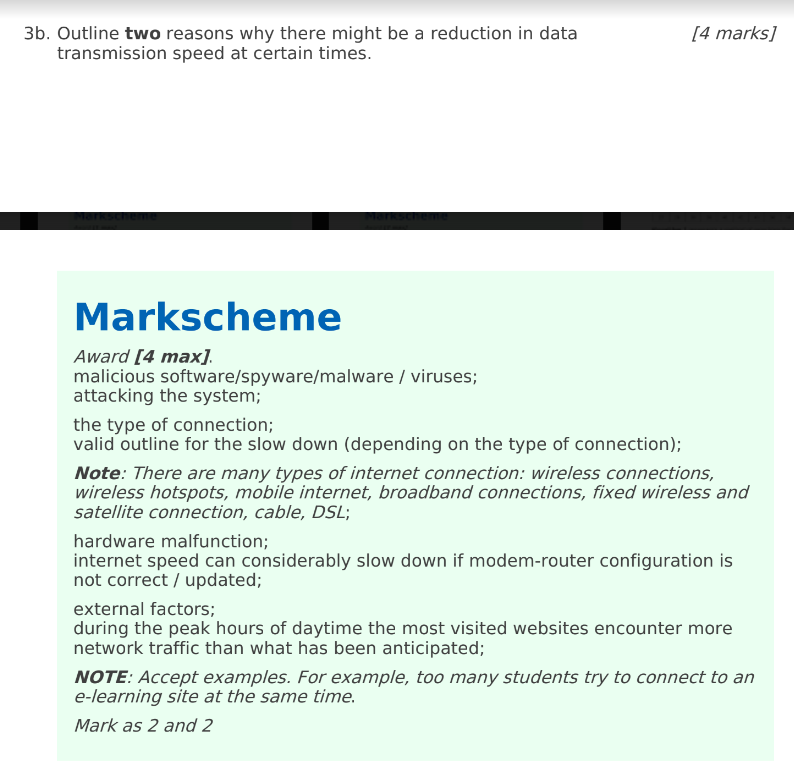 3b. Outline two reasons why there might be a reduction in data [4 marks]
transmission speed at certain times.
Markscheme Markscheme
Markscheme
Award [4 max].
malicious software/spyware/malware / viruses;
attacking the system;
the type of connection;
valid outline for the slow down (depending on the type of connection);
Note: There are many types of internet connection: wireless connections,
wireless hotspots, mobile internet, broadband connections, fixed wireless and
satellite connection, cable, DSL;
hardware malfunction;
internet speed can considerably slow down if modem-router configuration is
not correct / updated;
external factors;
during the peak hours of daytime the most visited websites encounter more
network traffic than what has been anticipated;
NOTE: Accept examples. For example, too many students try to connect to an
e-learning site at the same time.
Mark as 2 and 2